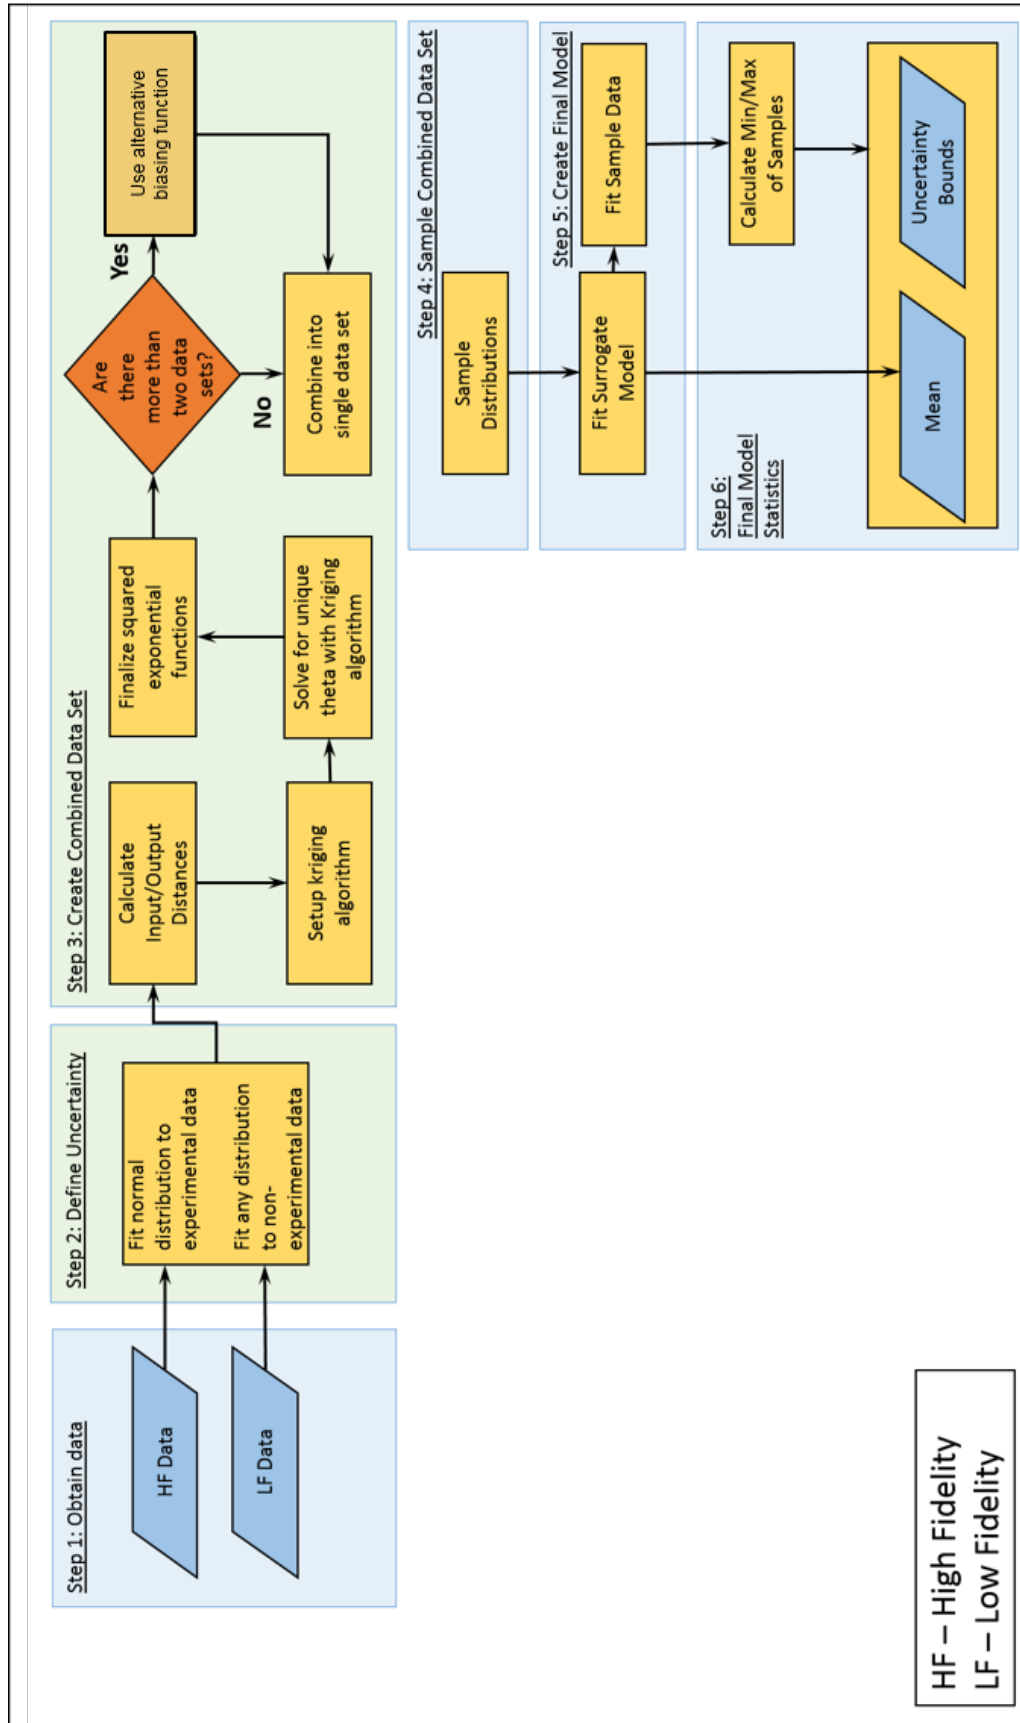 Step 1: Obtain data
HF Data
LF Data
Step 2: Define Uncertainty
Fit normal
distribution to
experimental data
Fit any distribution
to non-
experimental data
Step 3: Create Combined Data Set
Calculate
Input/Output
Distances
Setup kriging
algorithm
Solve for unique
theta with Kriging
algorithm
Finalize squared
exponential
functions
Are
there
more than
two data
sets?
Yes
No
Use alternative
biasing function
Combine into
single data set
Step 4: Sample Combined Data Set
Sample
Distributions
Step 5: Create Final Model
Fit Surrogate
Model
Fit Sample Data
Step 6:
Final Model
Statistics
Calculate Min/Max
of Samples
Mean
Uncertainty
Bounds
HF – High Fidelity
LF – Low Fidelity